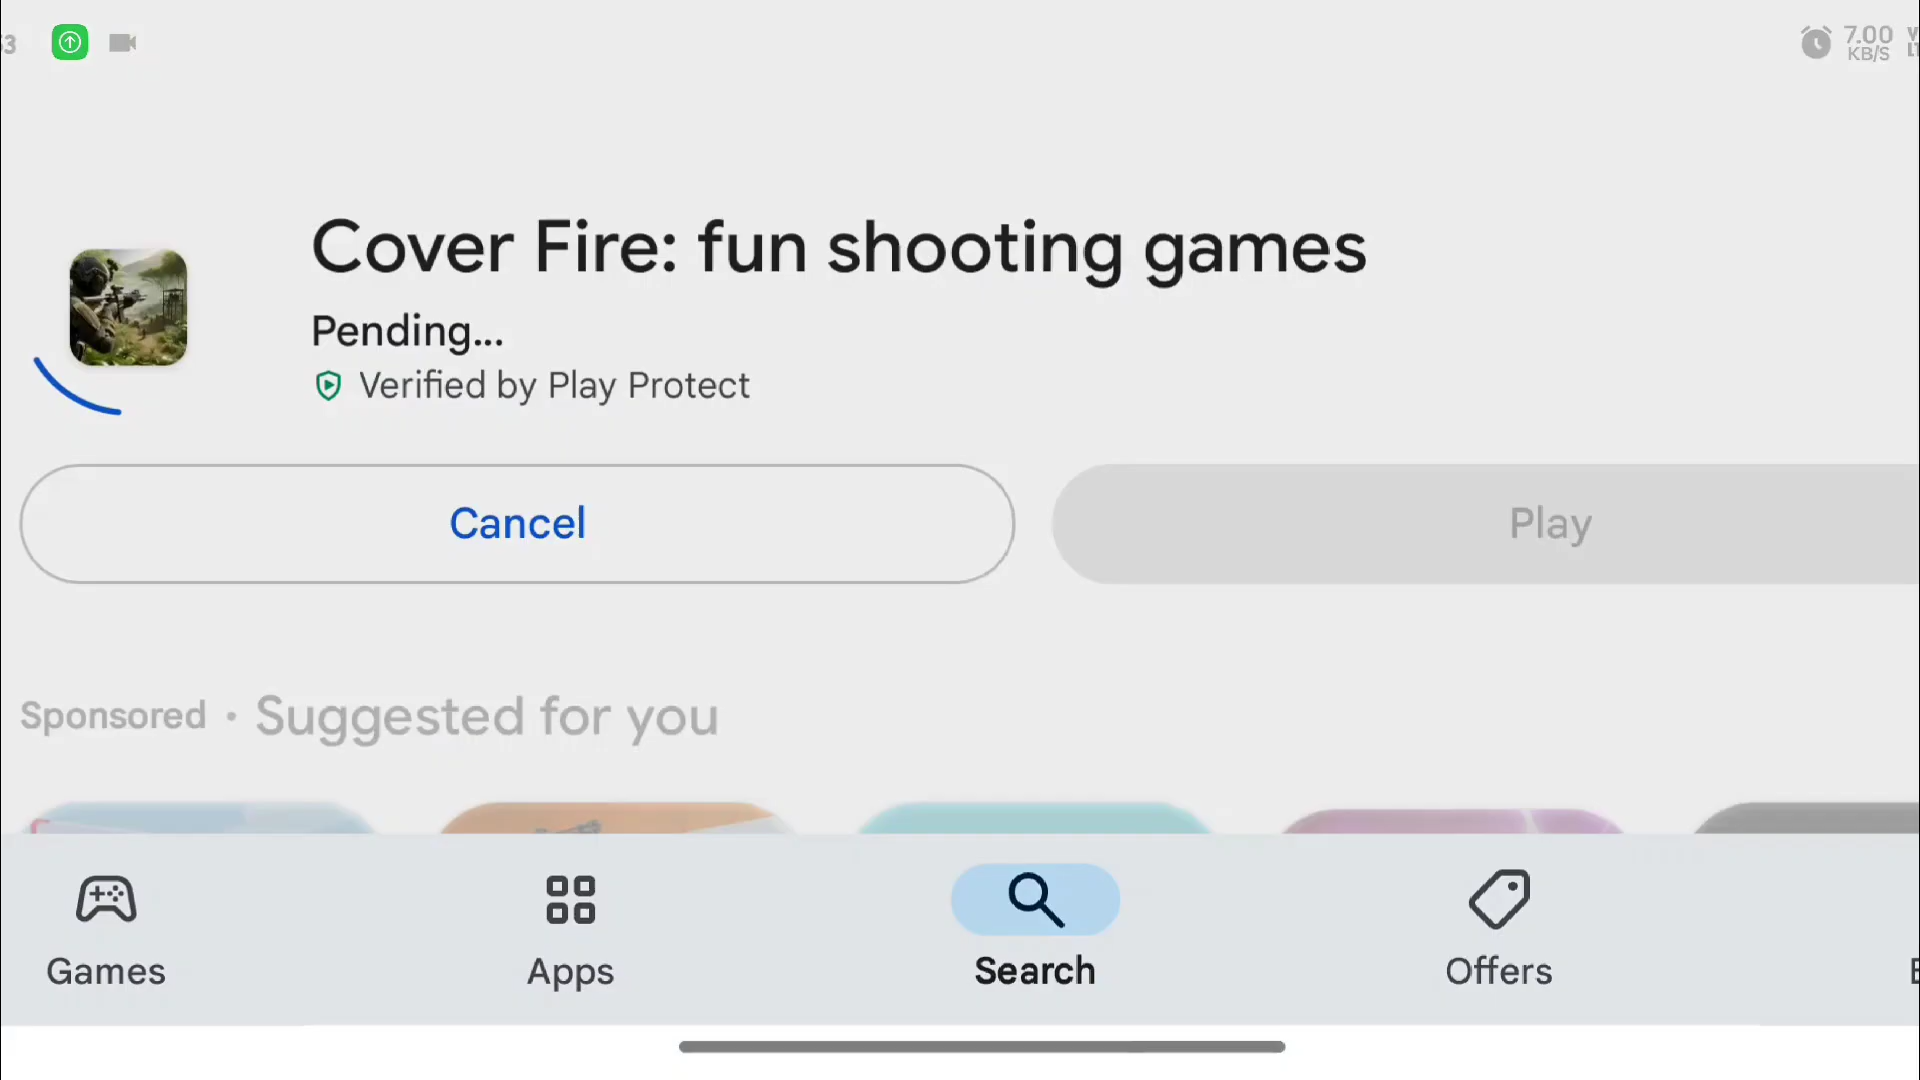 53
7.00
KB/S
Cover Fire: fun shooting games
Pending...
Verified by Play Protect
Cancel
Play
Sponsored • Suggested for you
Games
Apps
Search
Offers